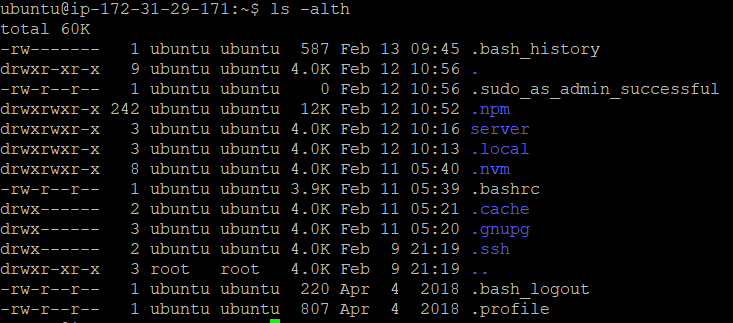 ubuntu@ip-172-31-29-171:~$ ls -alth
total 60K
-rw------- 1 ubuntu ubuntu 587 Feb 13 09:45 .bash_history
drwxr-xr-x 9 ubuntu ubuntu 4.0K Feb 12 10:56 .
-rw-r--r-- 1 ubuntu ubuntu 0 Feb 12 10:56 .sudo_as_admin_successful
drwxrwxr-x 242 ubuntu ubuntu 12K Feb 12 10:52 .npm
drwxrwxr-x 3 ubuntu ubuntu 4.0K Feb 12 10:16 server
drwxrwxr-x 3 ubuntu ubuntu 4.0K Feb 12 10:13 .local
drwxrwxr-x 8 ubuntu ubuntu 4.0K Feb 11 05:40 .nvm
-rw-r--r-- 1 ubuntu ubuntu 3.9K Feb 11 05:39 .bashrc
drwx------ 2 ubuntu ubuntu 4.0K Feb 11 05:21 .cache
drwx------ 3 ubuntu ubuntu 4.0K Feb 11 05:20 .gnupg
drwx------ 2 ubuntu ubuntu 4.0K Feb 9 21:19 .ssh
drwxr-xr-x 3 root root 4.0K Feb 9 21:19 ..
-rw-r--r-- 1 ubuntu ubuntu 220 Apr 4 2018 .bash_logout
-rw-r--r-- 1 ubuntu ubuntu 807 Apr 4 2018 .profile